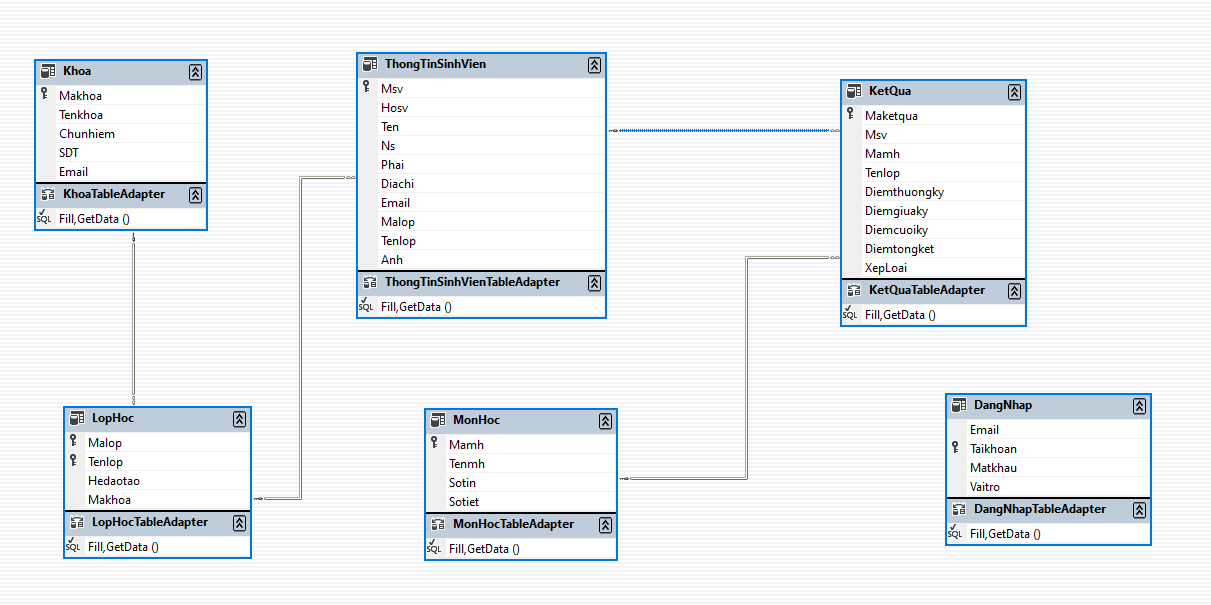 Khoa
Makhoa
Tenkhoa
Chunhiem
SDT
Email
KhoaTableAdapter
SQL Fill,GetData ()
ThongTinSinhVien
Msv
Hosv
Ten
Ns
Phai
Diachi
Email
Malop
Tenlop
Anh
ThongTinSinhVienTableAdapter
SQL Fill,GetData ()
KetQua
Maketqua
Msv
Mamh
Tenlop
Diemthuongky
Diemgiuaky
Diemcuoiky
Diemtongket
XepLoai
KetQuaTableAdapter
SQL Fill,GetData ()
LopHoc
Malop
Tenlop
Hedaotao
Makhoa
LopHocTableAdapter
SQL Fill,GetData ()
MonHoc
Mamh
Tenmh
Sotin
Sotiet
MonHocTableAdapter
SQL Fill,GetData ()
DangNhap
Email
Taikhoan
Matkhau
Vaitro
DangNhapTableAdapter
SQL Fill,GetData ()